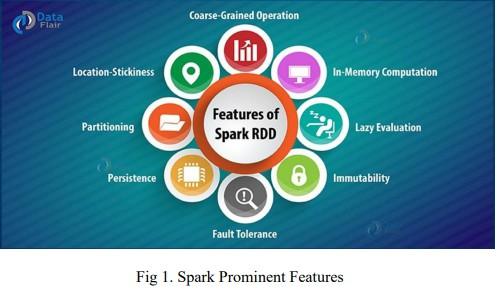 Data
Flair
Coarse-Grained Operation
Location-Stickiness
In-Memory Computation
Features of
Spark RDD
Partitioning
Lazy Evaluation
Persistence
Immutability
Fault Tolerance
Fig 1. Spark Prominent Features